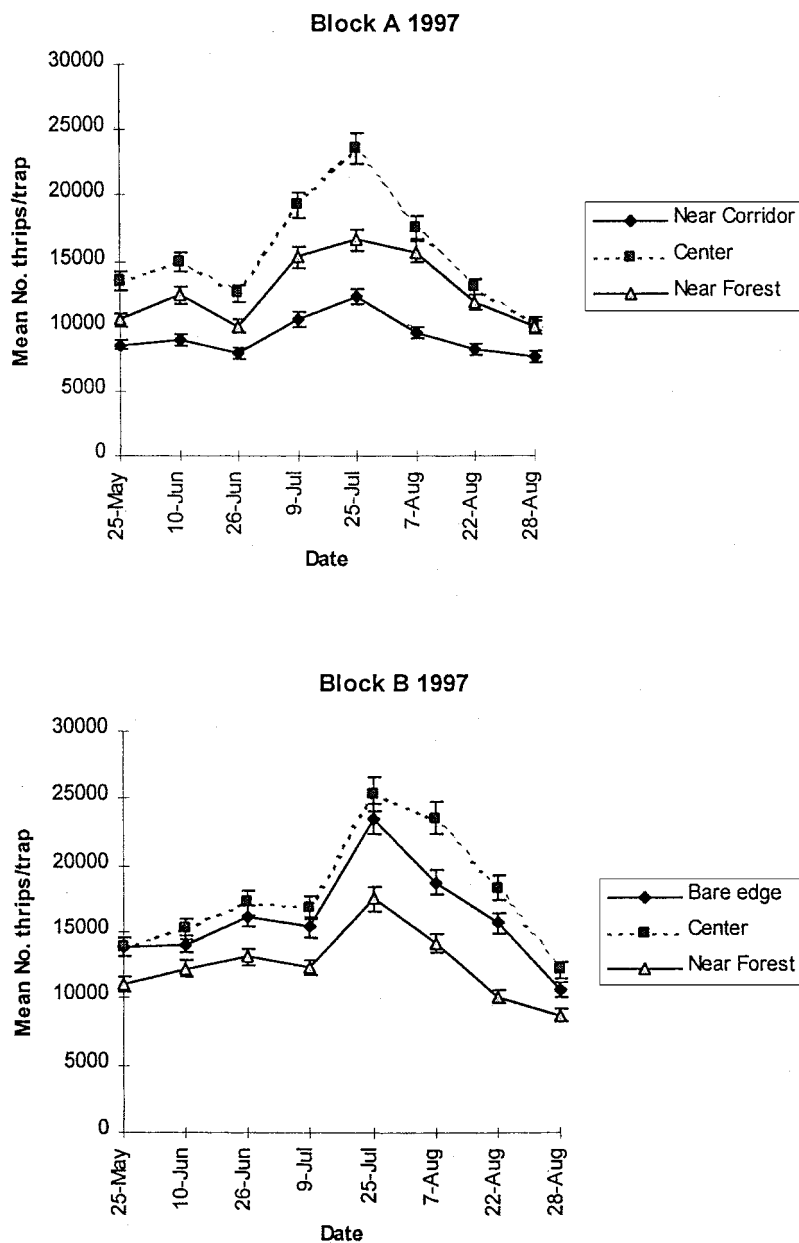 Block A 1997
30000
25000
20000
15000
10000
5000
0
Mean No. thrips/trap
25-May
10-Jun
26-Jun
9-Jul
25-Jul
7-Aug
22-Aug
28-Aug
Date
Near Corridor
Center
Near Forest
Block B 1997
30000
25000
20000
15000
10000
5000
0
Mean No. thrips/trap
25-May
10-Jun
26-Jun
9-Jul
25-Jul
7-Aug
22-Aug
28-Aug
Date
Bare edge
Center
Near Forest